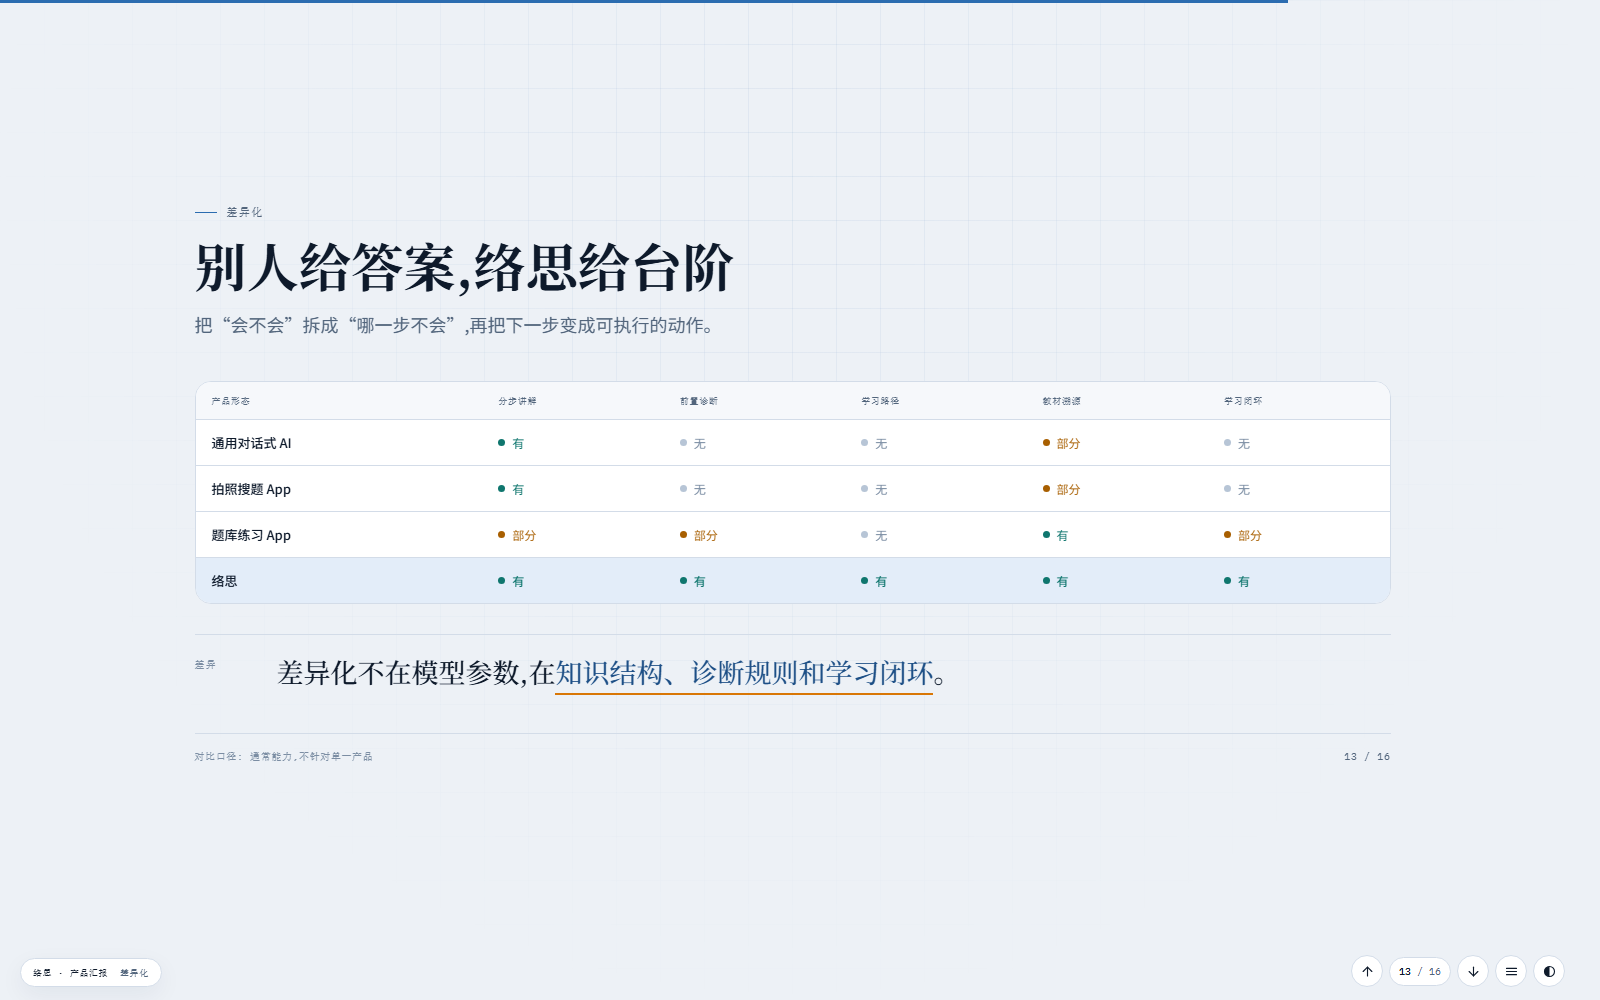 差异化
别人给答案,络思给台阶
把“会不会”拆成“哪一步不会”,再把下一步变成可执行的动作。
产品形态 分步讲解 前置诊断 学习路径 教材溯源 学习闭环
通用对话式 AI 有 无 无 部分 无
拍照搜题 App 有 无 无 部分 无
题库练习 App 部分 部分 无 有 部分
络思 有 有 有 有 有
差异 差异化不在模型参数,在知识结构、诊断规则和学习闭环。
对比口径: 通常能力,不针对单一产品 13 / 16
络思 · 产品汇报 差异化 13 / 16